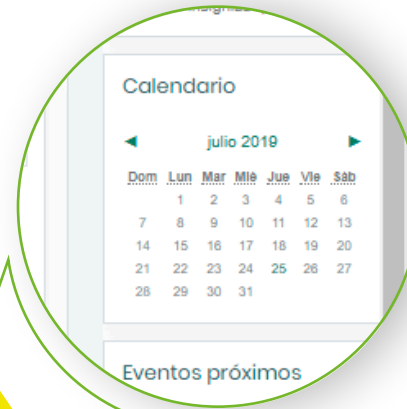 Calendario
◄ julio 2019 ►
Dom Lun Mar Mié Jue Vie Sáb
1 2 3 4 5 6
7 8 9 10 11 12 13
14 15 16 17 18 19 20
21 22 23 24 25 26 27
28 29 30 31
Eventos próximos